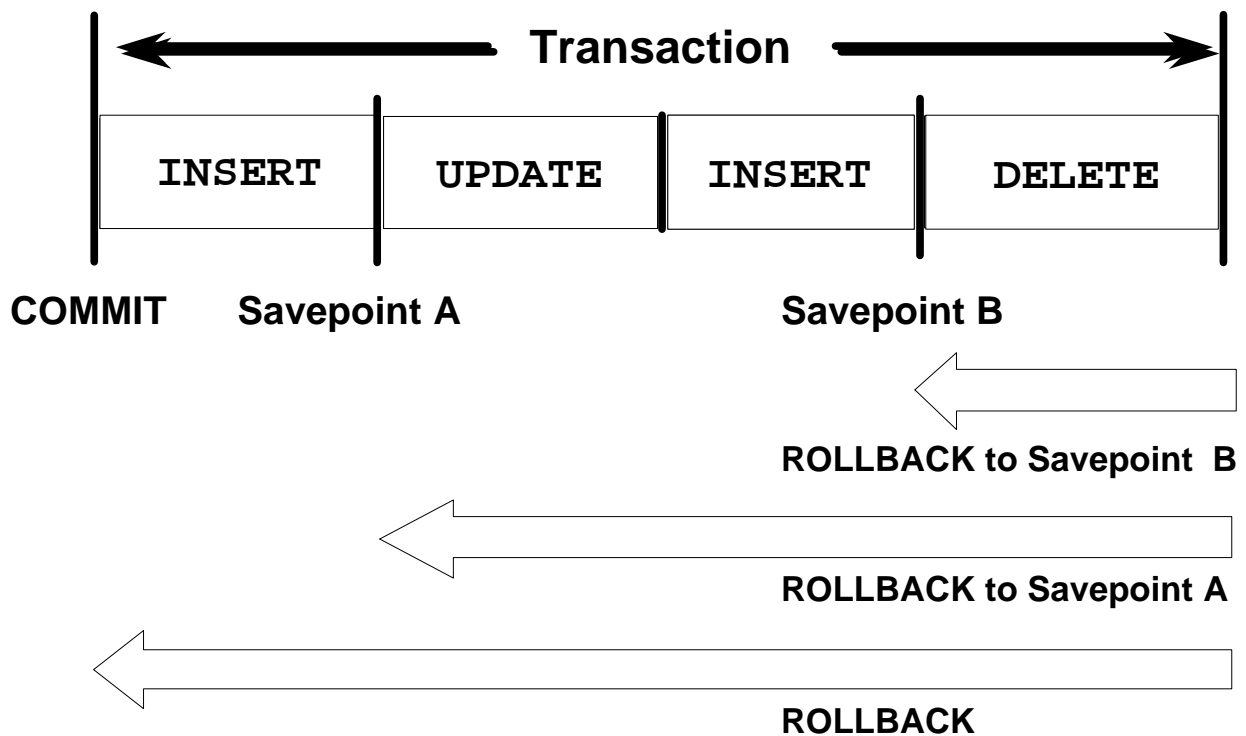 Transaction
INSERT UPDATE INSERT DELETE
COMMIT Savepoint A Savepoint B
ROLLBACK to Savepoint B
ROLLBACK to Savepoint A
ROLLBACK